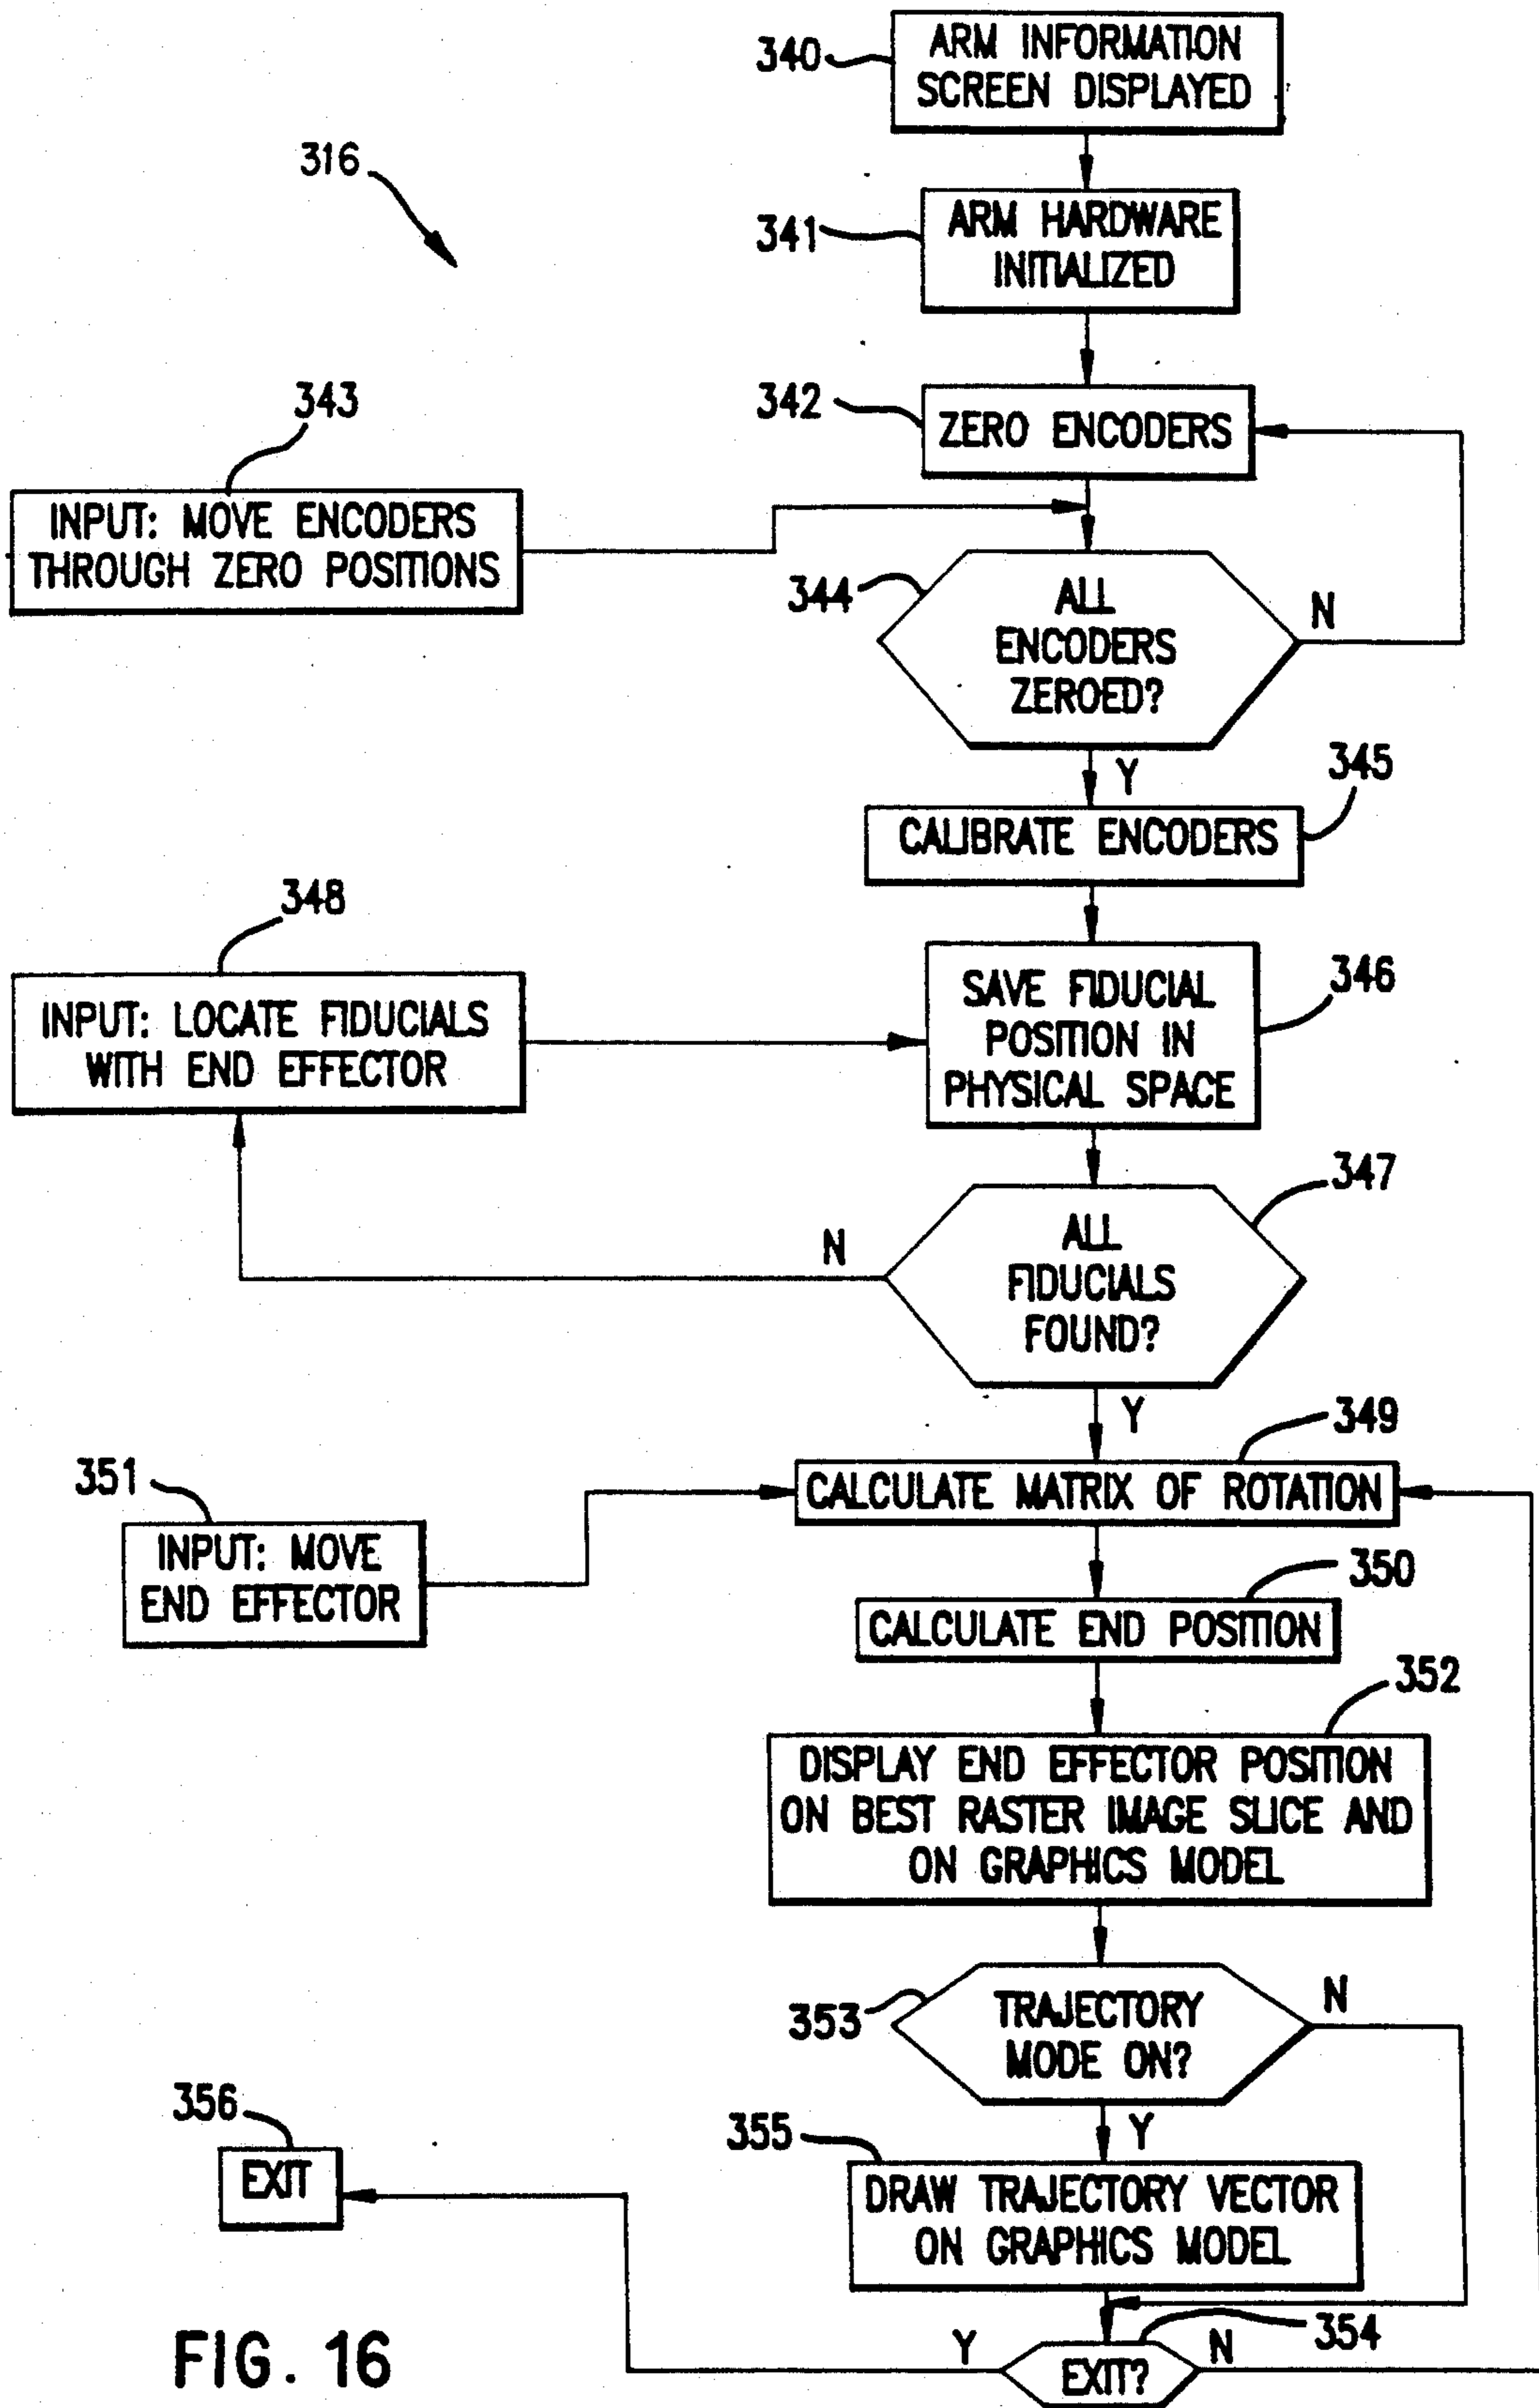 340
ARM INFORMATION
SCREEN DISPLAYED
316
341
ARM HARDWARE
INITIALIZED
342
ZERO ENCODERS
343
INPUT: MOVE ENCODERS
THROUGH ZERO POSITIONS
344
ALL
ENCODERS
ZEROED?
N
Y
345
CALIBRATE ENCODERS
348
INPUT: LOCATE FIDUCIALS
WITH END EFFECTOR
346
SAVE FIDUCIAL
POSITION IN
PHYSICAL SPACE
347
N
ALL
FIDUCIALS
FOUND?
Y
349
CALCULATE MATRIX OF ROTATION
351
INPUT: MOVE
END EFFECTOR
350
CALCULATE END POSITION
352
DISPLAY END EFFECTOR POSITION
ON BEST RASTER IMAGE SLICE AND
ON GRAPHICS MODEL
353
TRAJECTORY
MODE ON?
N
Y
356
EXIT
355
DRAW TRAJECTORY VECTOR
ON GRAPHICS MODEL
354
Y
EXIT?
N
FIG. 16